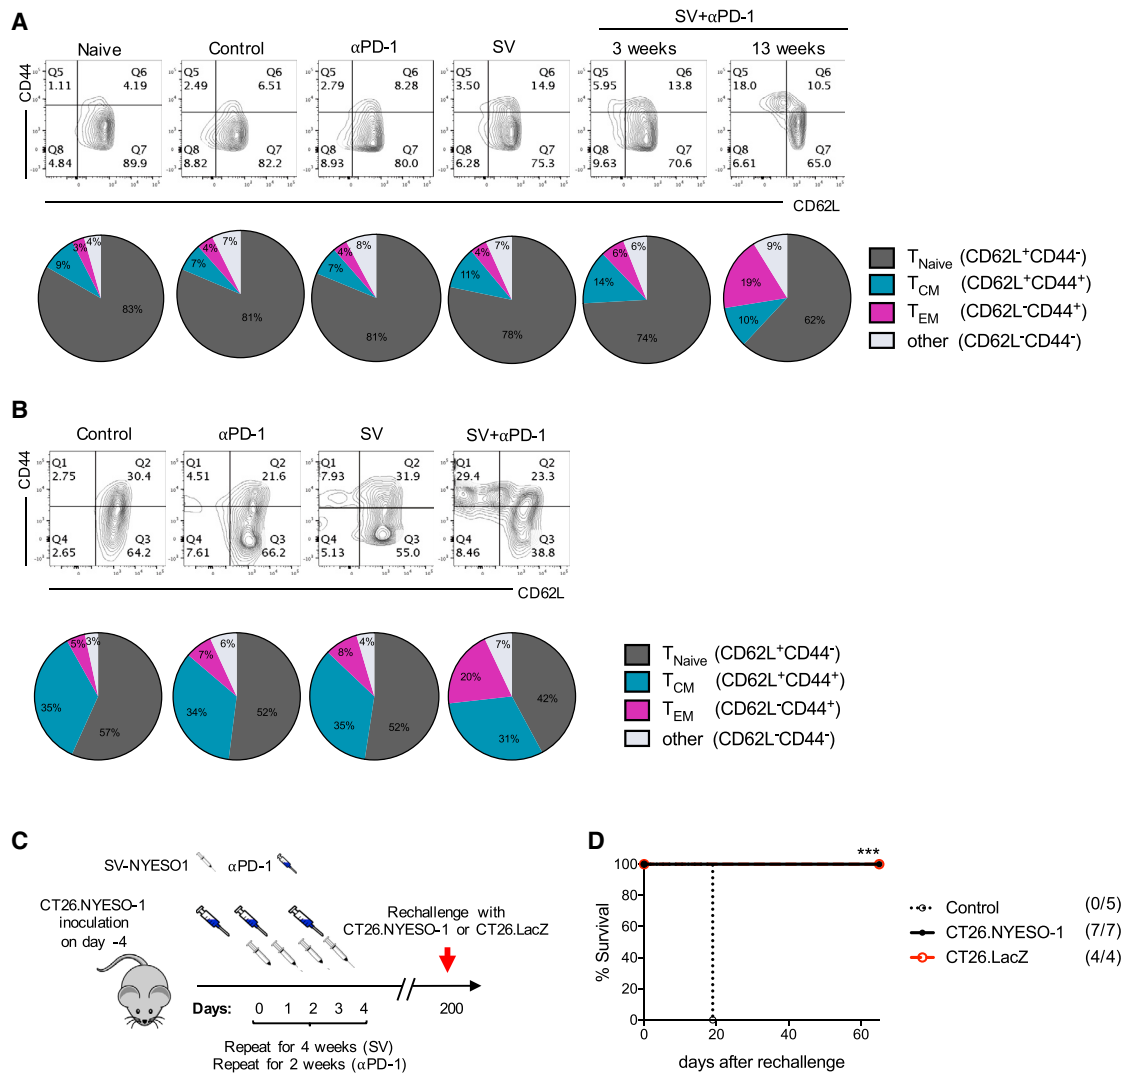 A
SV+αPD-1
Naive Control αPD-1 SV 3 weeks 13 weeks
CD44
Q5 1.11 Q6 4.19 Q8 4.84 Q7 89.9
Q5 2.49 Q6 6.51 Q8 8.82 Q7 82.2
Q5 2.79 Q6 8.28 Q8 8.93 Q7 80.0
Q5 3.50 Q6 14.9 Q8 6.28 Q7 75.3
Q5 5.95 Q6 13.8 Q8 9.63 Q7 70.6
Q5 18.0 Q6 10.5 Q8 6.61 Q7 65.0
CD62L
3% 4% 9% 83%
4% 7% 7% 81%
4% 8% 7% 81%
4% 7% 11% 78%
6% 6% 14% 74%
9% 19% 10% 62%
TNaive (CD62L+CD44-)
TCM (CD62L+CD44+)
TEM (CD62L-CD44+)
other (CD62L-CD44-)
B
Control αPD-1 SV SV+αPD-1
CD44
Q1 2.75 Q2 30.4 Q4 2.65 Q3 64.2
Q1 4.51 Q2 21.6 Q4 7.61 Q3 66.2
Q1 7.93 Q2 31.9 Q4 5.13 Q3 55.0
Q1 29.4 Q2 23.3 Q4 8.46 Q3 38.8
CD62L
5% 3% 35% 57%
7% 6% 34% 52%
8% 4% 35% 52%
7% 20% 42% 31%
TNaive (CD62L+CD44-)
TCM (CD62L+CD44+)
TEM (CD62L-CD44+)
other (CD62L-CD44-)
C
SV-NYESO1 αPD-1
CT26.NYESO-1
inoculation
on day -4
Rechallenge with
CT26.NYESO-1 or CT26.LacZ
Days: 0 1 2 3 4 200
Repeat for 4 weeks (SV)
Repeat for 2 weeks (αPD-1)
D
***
% Survival
100
80
60
40
20
0
0 20 40 60
days after rechallenge
Control (0/5)
CT26.NYESO-1 (7/7)
CT26.LacZ (4/4)